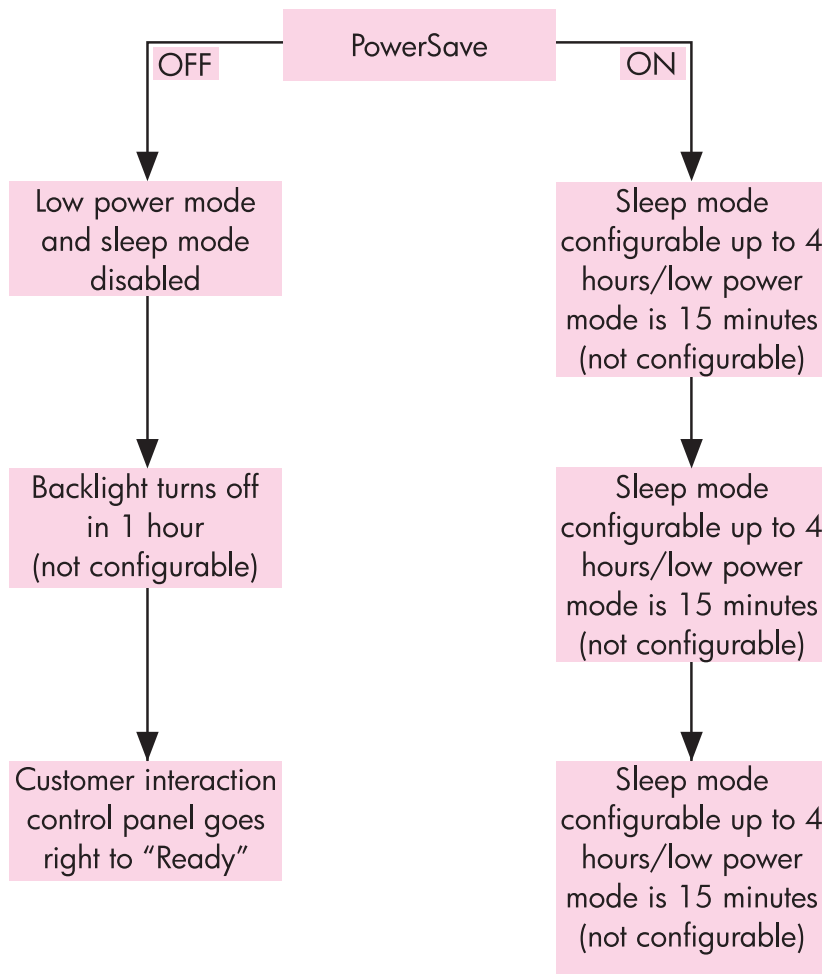 PowerSave
OFF
ON
Low power mode
and sleep mode
disabled
Sleep mode
configurable up to 4
hours/low power
mode is 15 minutes
(not configurable)
Backlight turns off
in 1 hour
(not configurable)
Sleep mode
configurable up to 4
hours/low power
mode is 15 minutes
(not configurable)
Customer interaction
control panel goes
right to “Ready”
Sleep mode
configurable up to 4
hours/low power
mode is 15 minutes
(not configurable)